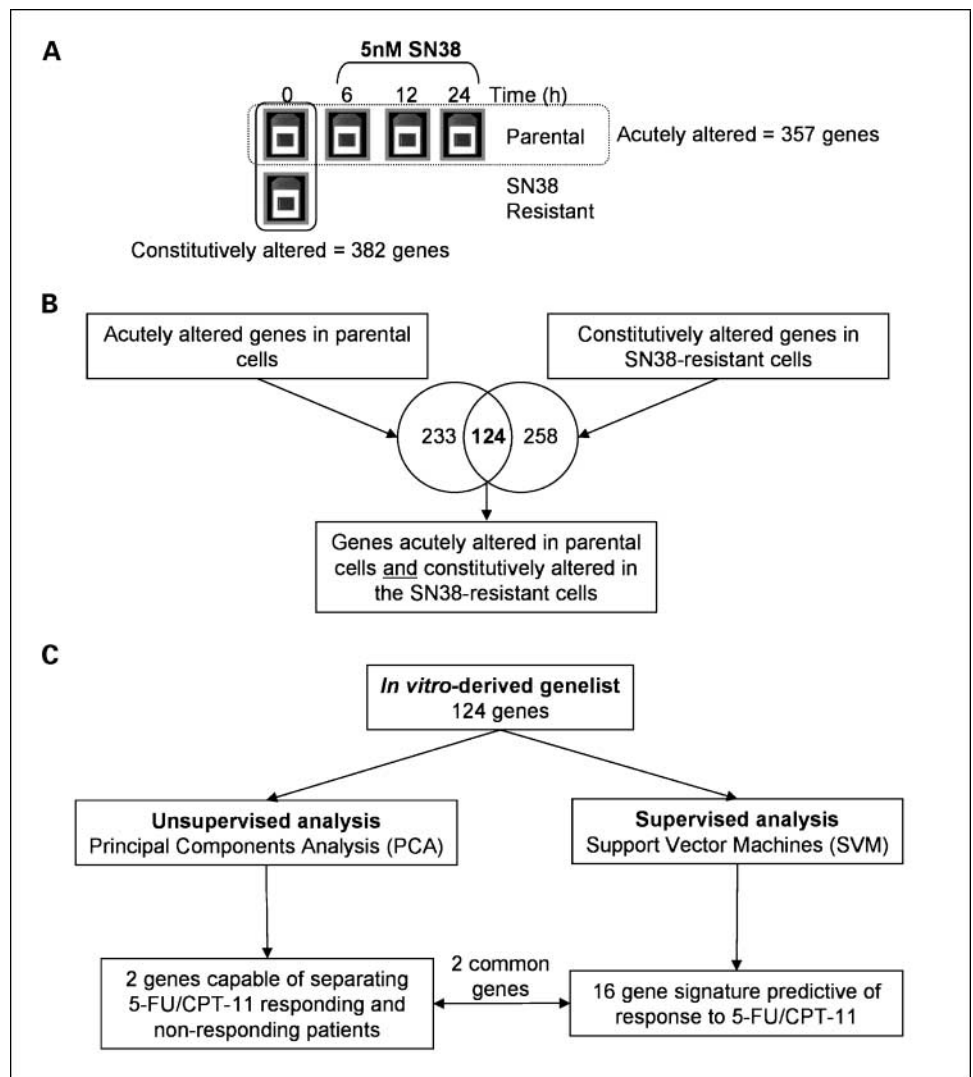 A
5nM SN38
0 6 12 24 Time (h)
Parental
Acutely altered = 357 genes
SN38
Resistant
Constitutively altered = 382 genes
B
Acutely altered genes in parental
cells
Constitutively altered genes in
SN38-resistant cells
233 124 258
Genes acutely altered in parental
cells and constitutively altered in
the SN38-resistant cells
C
In vitro-derived genelist
124 genes
Unsupervised analysis
Principal Components Analysis (PCA)
Supervised analysis
Support Vector Machines (SVM)
2 genes capable of separating
5-FU/CPT-11 responding and
non-responding patients
2 common
genes
16 gene signature predictive of
response to 5-FU/CPT-11